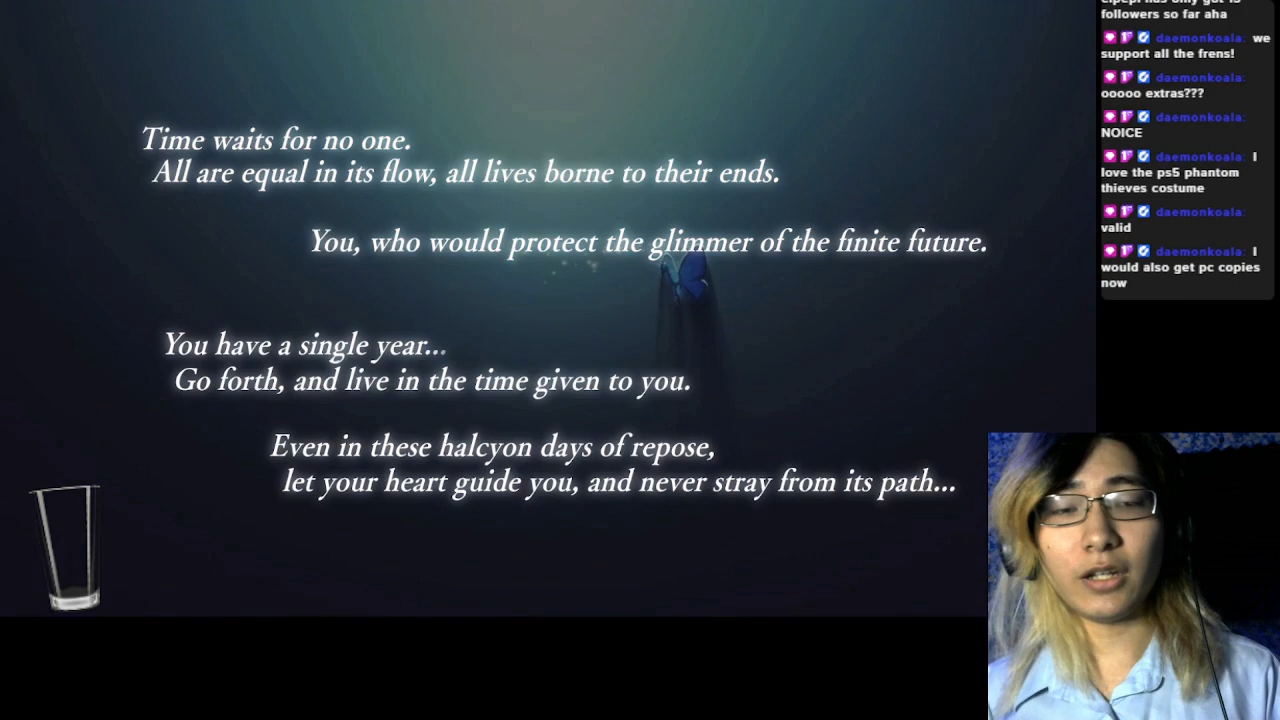 Time waits for no one.
All are equal in its flow, all lives borne to their ends.
You, who would protect the glimmer of the finite future.
You have a single year...
Go forth, and live in the time given to you.
Even in these halcyon days of repose,
let your heart guide you, and never stray from its path...
followers so far aha
daemonkoala: we
support all the frens!
daemonkoala:
ooooo extras???
daemonkoala:
NOICE
daemonkoala: I
love the ps5 phantom
thieves costume
daemonkoala:
valid
daemonkoala: I
would also get pc copies
now